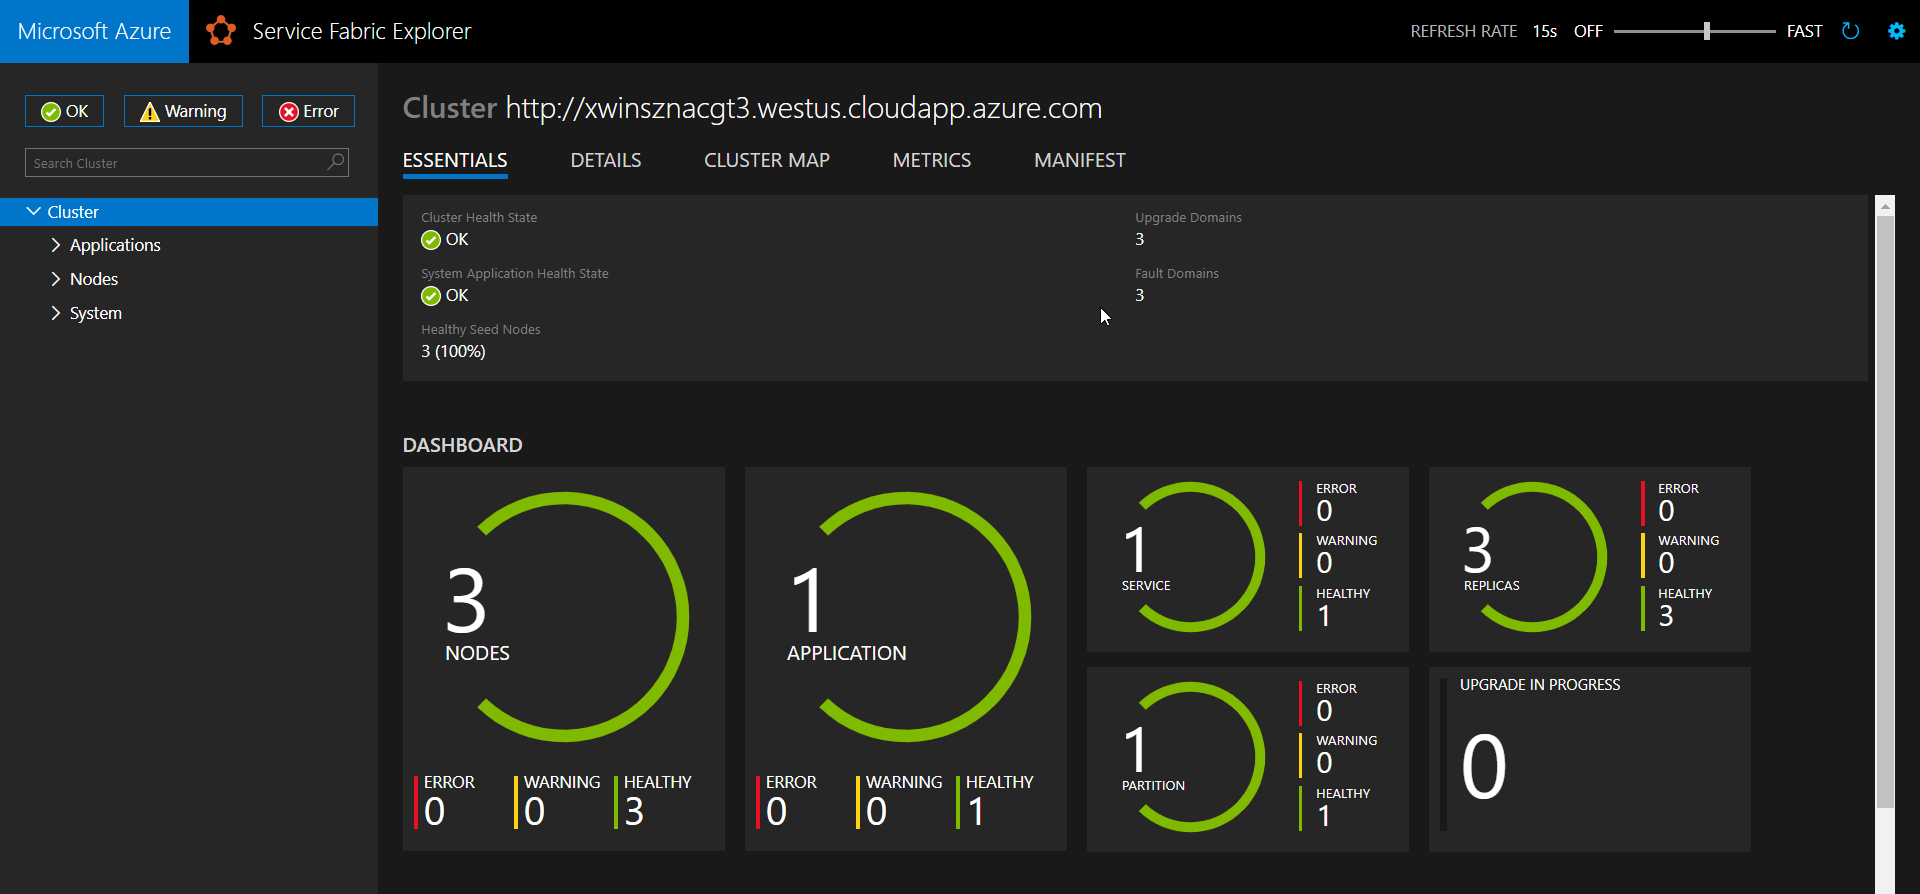 Microsoft Azure
Service Fabric Explorer
REFRESH RATE 15s OFF FAST
OK Warning Error
Search Cluster
Cluster
Applications
Nodes
System
Cluster http://xwinsznacgt3.westus.cloudapp.azure.com
ESSENTIALS DETAILS CLUSTER MAP METRICS MANIFEST
Cluster Health State
OK
System Application Health State
OK
Healthy Seed Nodes
3 (100%)
Upgrade Domains
3
Fault Domains
3
DASHBOARD
3
NODES
ERROR
0
WARNING
0
HEALTHY
3
1
APPLICATION
ERROR
0
WARNING
0
HEALTHY
1
1
SERVICE
ERROR
0
WARNING
0
HEALTHY
1
3
REPLICAS
ERROR
0
WARNING
0
HEALTHY
3
1
PARTITION
ERROR
0
WARNING
0
HEALTHY
1
UPGRADE IN PROGRESS
0